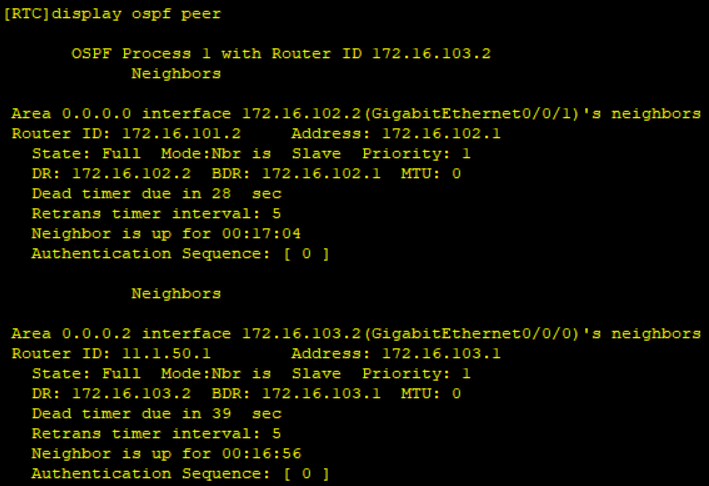 [RTC]display ospf peer
OSPF Process 1 with Router ID 172.16.103.2
Neighbors
Area 0.0.0.0 interface 172.16.102.2(GigabitEthernet0/0/1)'s neighbors
Router ID: 172.16.101.2 Address: 172.16.102.1
State: Full Mode:Nbr is Slave Priority: 1
DR: 172.16.102.2 BDR: 172.16.102.1 MTU: 0
Dead timer due in 28 sec
Retrans timer interval: 5
Neighbor is up for 00:17:04
Authentication Sequence: [ 0 ]
Neighbors
Area 0.0.0.2 interface 172.16.103.2(GigabitEthernet0/0/0)'s neighbors
Router ID: 11.1.50.1 Address: 172.16.103.1
State: Full Mode:Nbr is Slave Priority: 1
DR: 172.16.103.2 BDR: 172.16.103.1 MTU: 0
Dead timer due in 39 sec
Retrans timer interval: 5
Neighbor is up for 00:16:56
Authentication Sequence: [ 0 ]